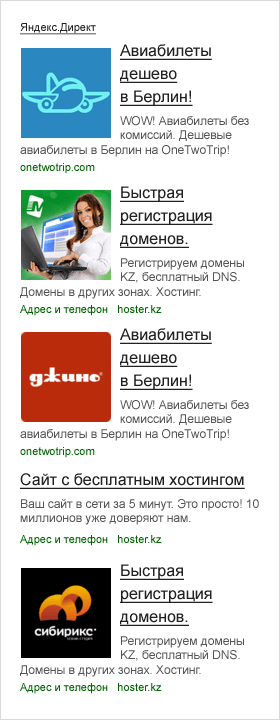 Яндекс.Директ
Авиабилеты
дешево
в Берлин!
WOW! Авиабилеты без
комиссий. Дешевые
авиабилеты в Берлин на OneTwoTrip!
onetwotrip.com
Быстрая
регистрация
доменов.
Регистрируем домены
KZ, бесплатный DNS.
Домены в других зонах. Хостинг.
Адрес и телефон hoster.kz
джино
Авиабилеты
дешево
в Берлин!
WOW! Авиабилеты без
комиссий. Дешевые
авиабилеты в Берлин на OneTwoTrip!
onetwotrip.com
Сайт с бесплатным хостингом
Ваш сайт в сети за 5 минут. Это просто! 10
миллионов уже доверяют нам.
Адрес и телефон hoster.kz
сибирикс
Быстрая
регистрация
доменов.
Регистрируем домены
KZ, бесплатный DNS.
Домены в других зонах. Хостинг.
Адрес и телефон hoster.kz